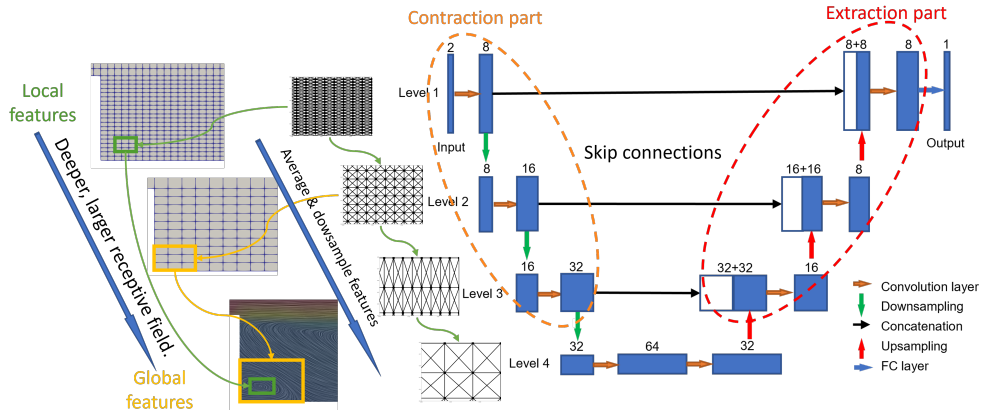 Contraction part
Extraction part
2
8
8+8
8
1
Local
features
Level 1
Input
Output
Skip connections
Deeper, larger receptive field.
Average & dowsample features
8
16
16+16
8
Level 2
16
32
32+32
16
Level 3
32
64
32
Level 4
Global
features
Convolution layer
Downsampling
Concatenation
Upsampling
FC layer